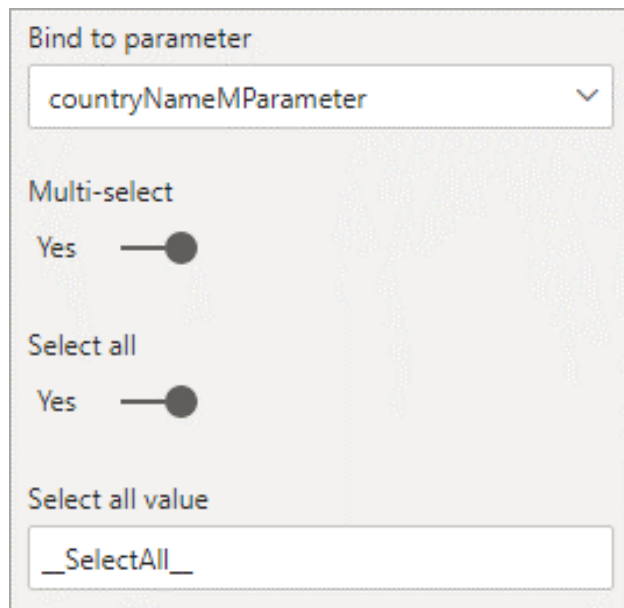 Bind to parameter
countryNameMParameter
Multi-select
Yes
Select all
Yes
Select all value
__SelectAll__